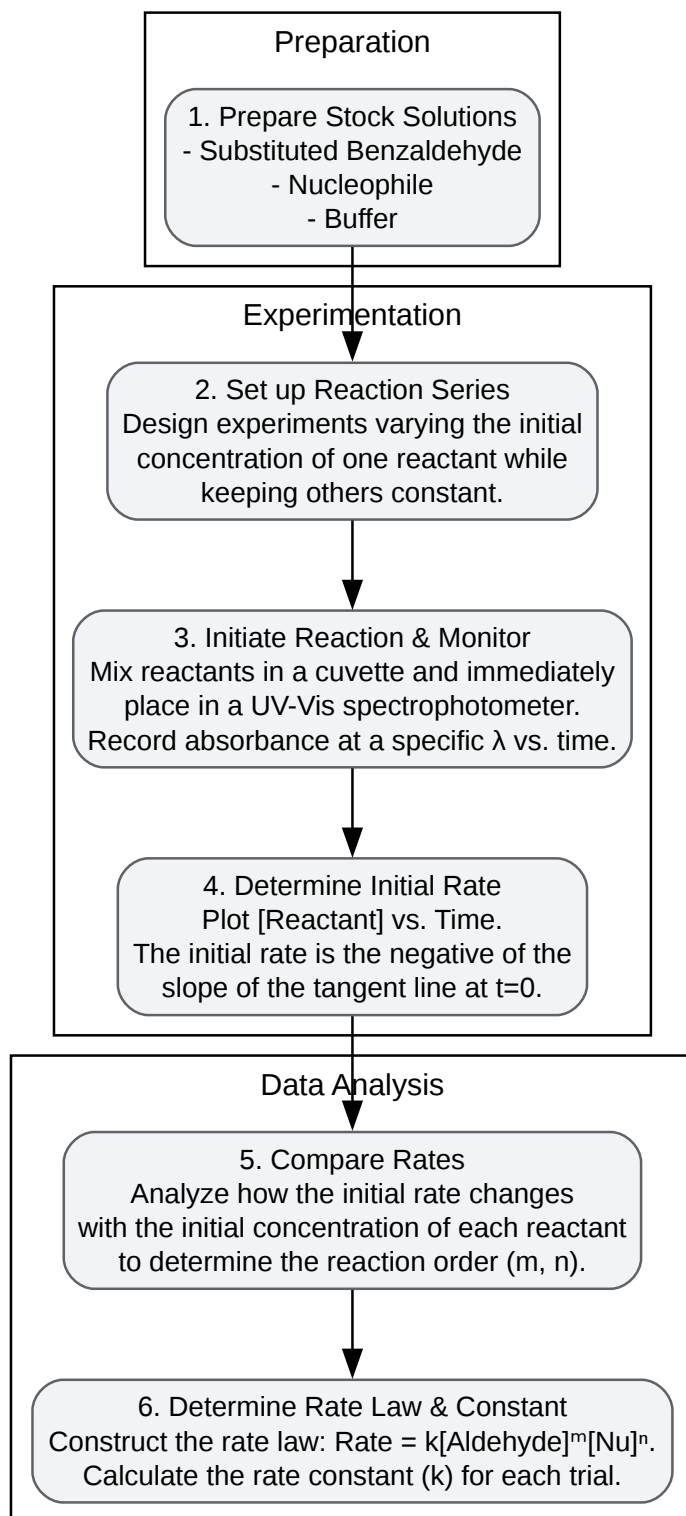 Preparation
1. Prepare Stock Solutions
- Substituted Benzaldehyde
- Nucleophile
- Buffer
Experimentation
2. Set up Reaction Series
Design experiments varying the initial
concentration of one reactant while
keeping others constant.
3. Initiate Reaction & Monitor
Mix reactants in a cuvette and immediately
place in a UV-Vis spectrophotometer.
Record absorbance at a specific λ vs. time.
4. Determine Initial Rate
Plot [Reactant] vs. Time.
The initial rate is the negative of the
slope of the tangent line at t=0.
Data Analysis
5. Compare Rates
Analyze how the initial rate changes
with the initial concentration of each reactant
to determine the reaction order (m, n).
6. Determine Rate Law & Constant
Construct the rate law: Rate = k[Aldehyde]ᵐ[Nu]ⁿ.
Calculate the rate constant (k) for each trial.